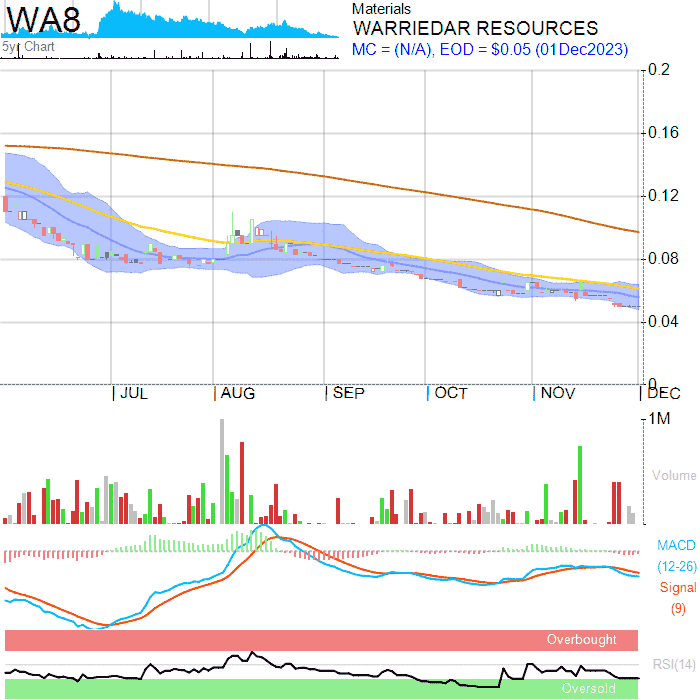 WA8
5yr Chart
Materials
WARRIEDAR RESOURCES
MC = (N/A), EOD = $0.05 (01Dec2023)
0.2
0.16
0.12
0.08
0.04
0
JUL AUG SEP OCT NOV DEC
1M
Volume
MACD
(12-26)
Signal
(9)
Overbought
RSI(14)
Oversold